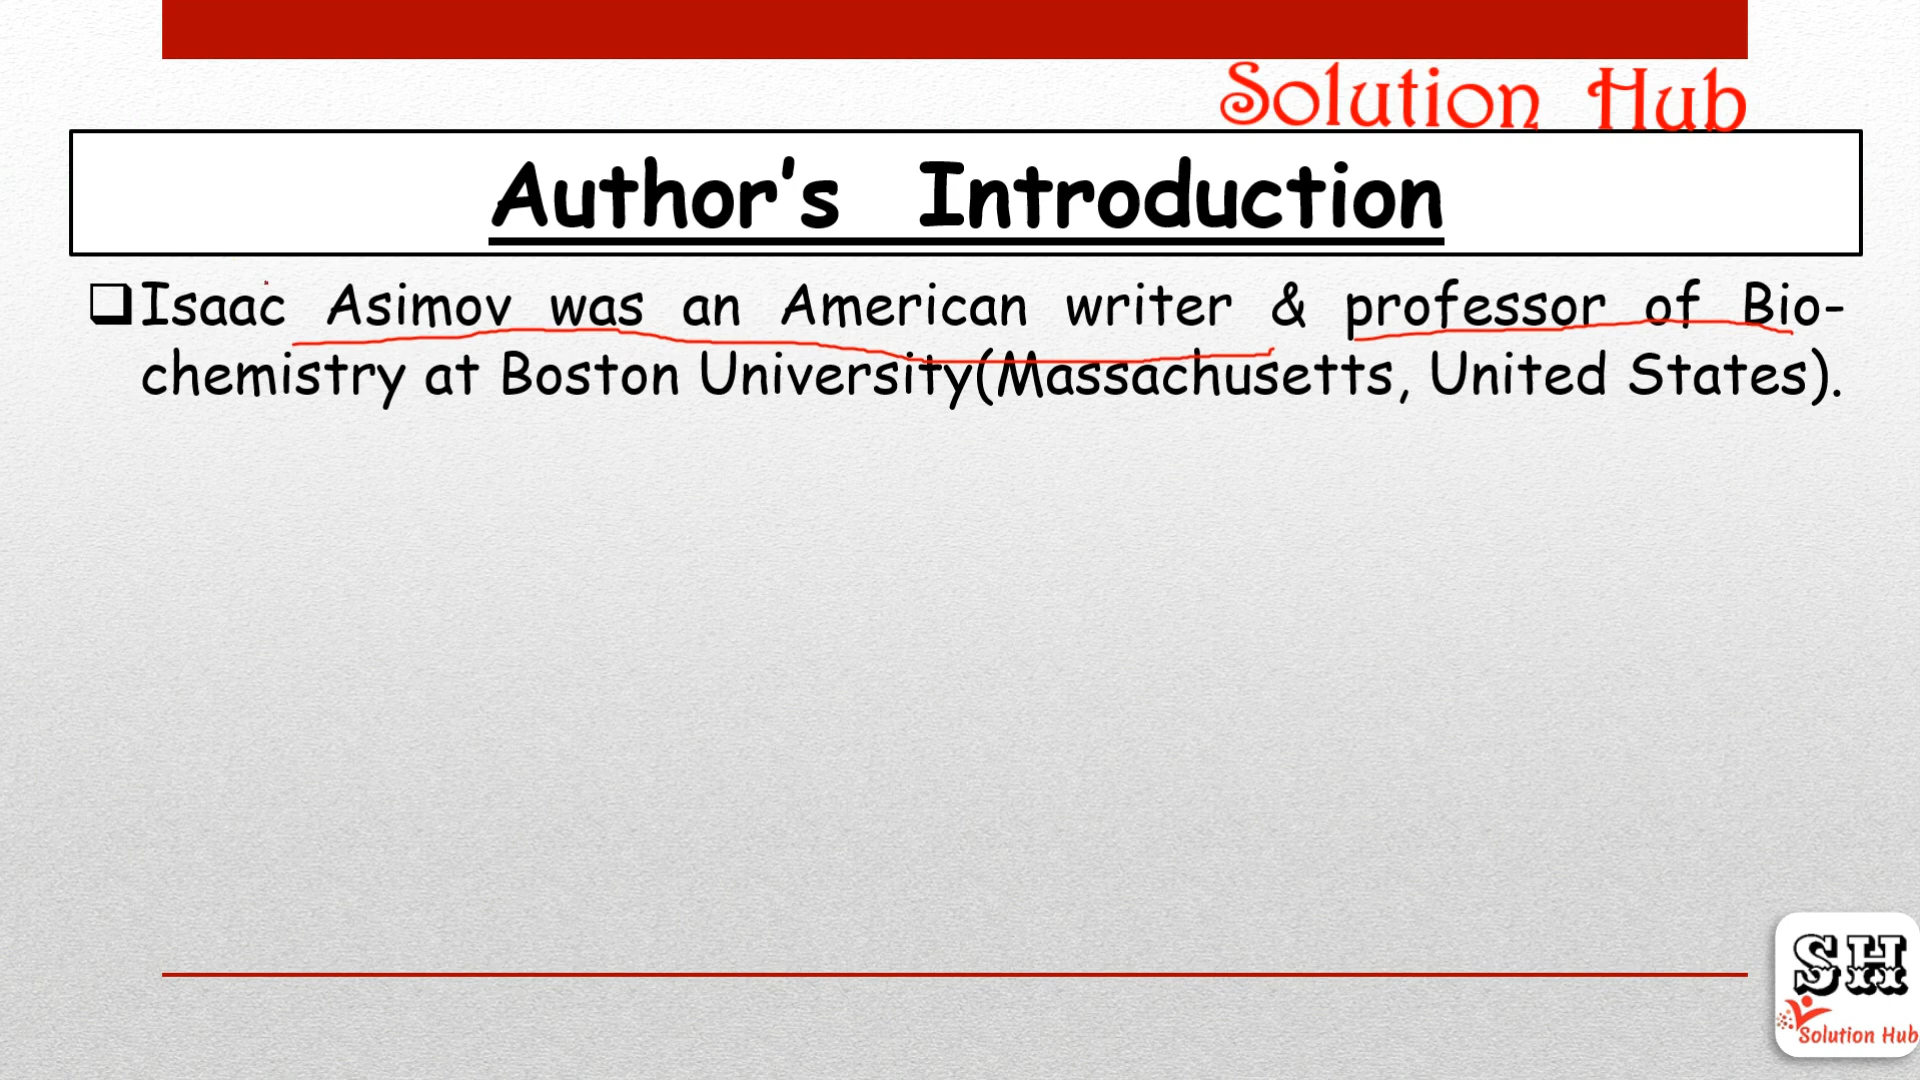 Solution Hub
Author's Introduction
Isaac Asimov was an American writer & professor of Bio-
chemistry at Boston University(Massachusetts, United States).
SH
Solution Hub